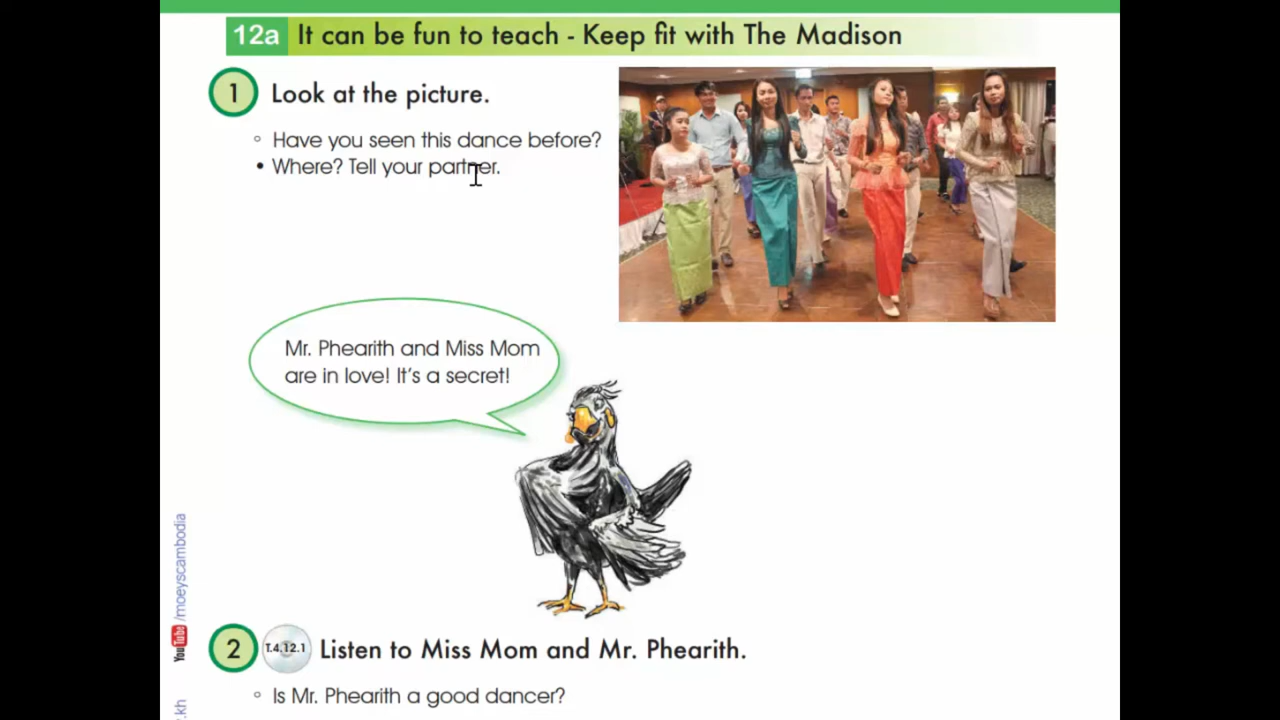 12a It can be fun to teach - Keep fit with The Madison
1 Look at the picture.
° Have you seen this dance before?
• Where? Tell your partner.
Mr. Phearith and Miss Mom
are in love! It's a secret!
2 T.4.12.1 Listen to Miss Mom and Mr. Phearith.
° Is Mr. Phearith a good dancer?
YouTube /moeyscambodia
.kh